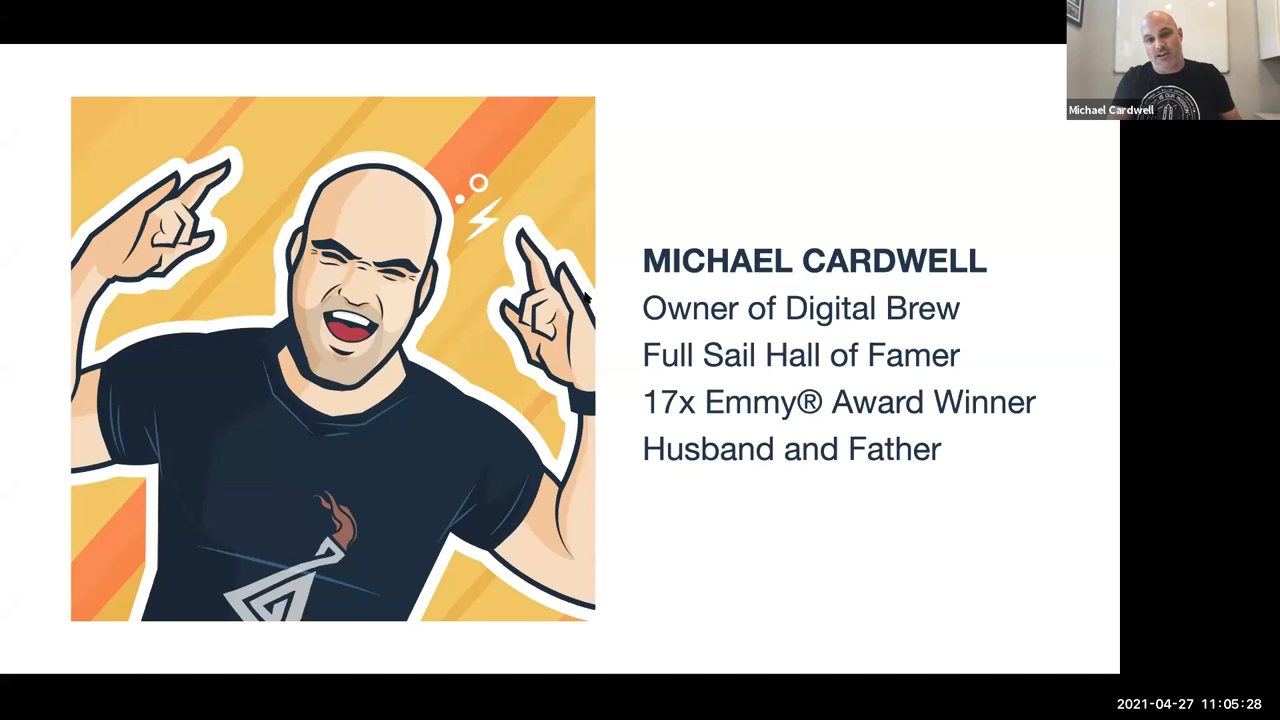 Michael Cardwell
MICHAEL CARDWELL
Owner of Digital Brew
Full Sail Hall of Famer
17x Emmy® Award Winner
Husband and Father
2021-04-27 11:05:28